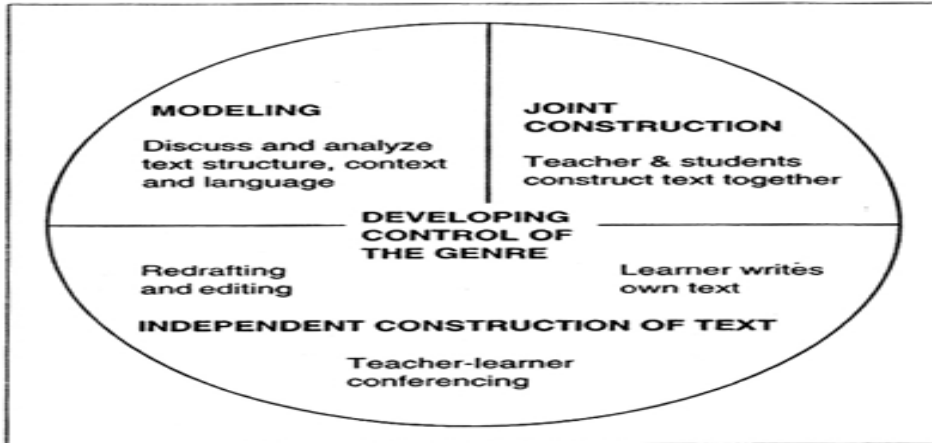 MODELING
Discuss and analyze
text structure, context
and language
JOINT
CONSTRUCTION
Teacher & students
construct text together
DEVELOPING
CONTROL OF
THE GENRE
Redrafting
and editing
Learner writes
own text
INDEPENDENT CONSTRUCTION OF TEXT
Teacher-learner
conferencing